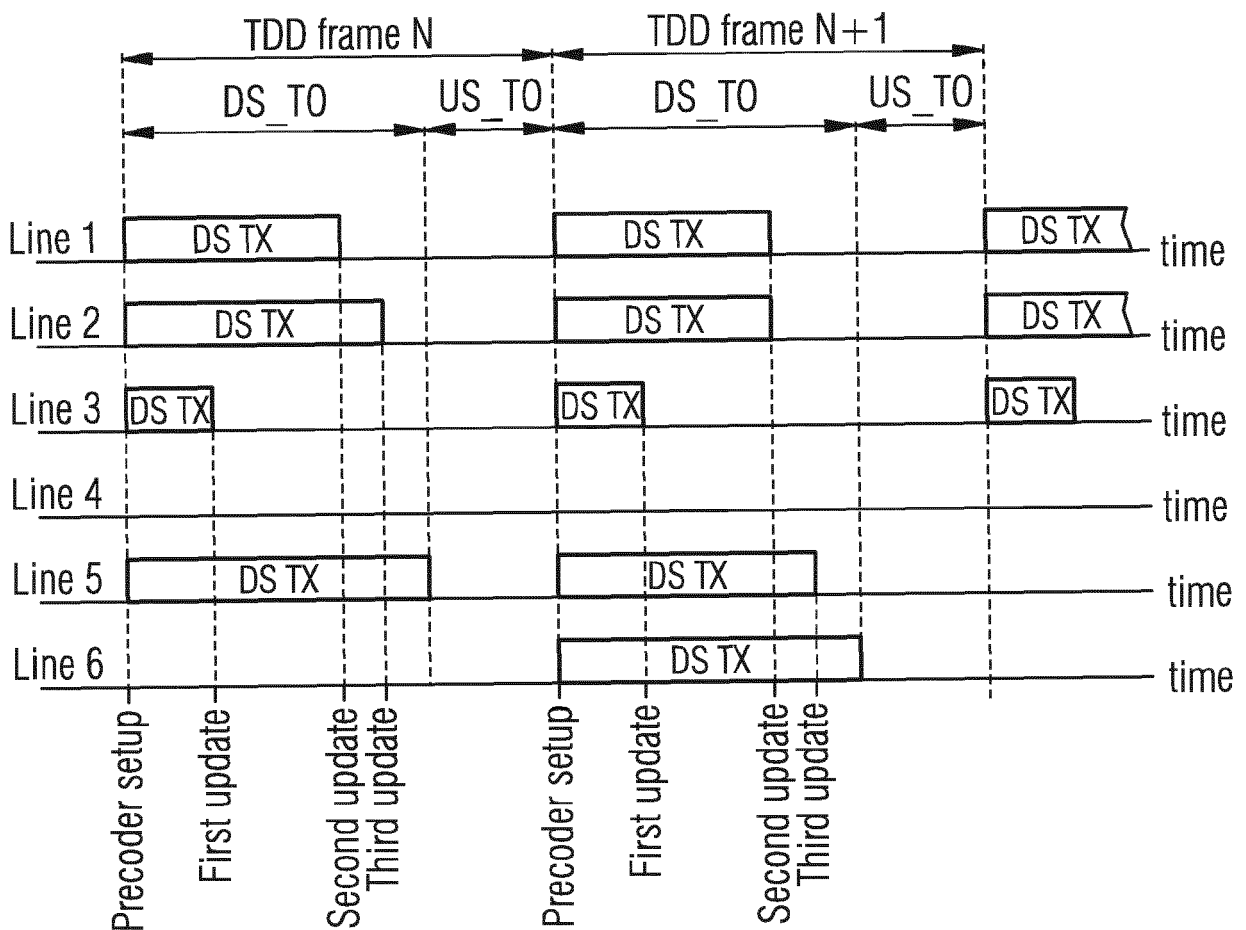 TDD frame N TDD frame N+1
DS_TO US_TO DS_TO US_TO
Line 1 DS TX DS TX DS TX time
Line 2 DS TX DS TX DS TX time
Line 3 DS TX DS TX DS TX time
Line 4 time
Line 5 DS TX DS TX time
Line 6 DS TX time
Precoder setup
First update
Second update
Third update
Precoder setup
First update
Second update
Third update